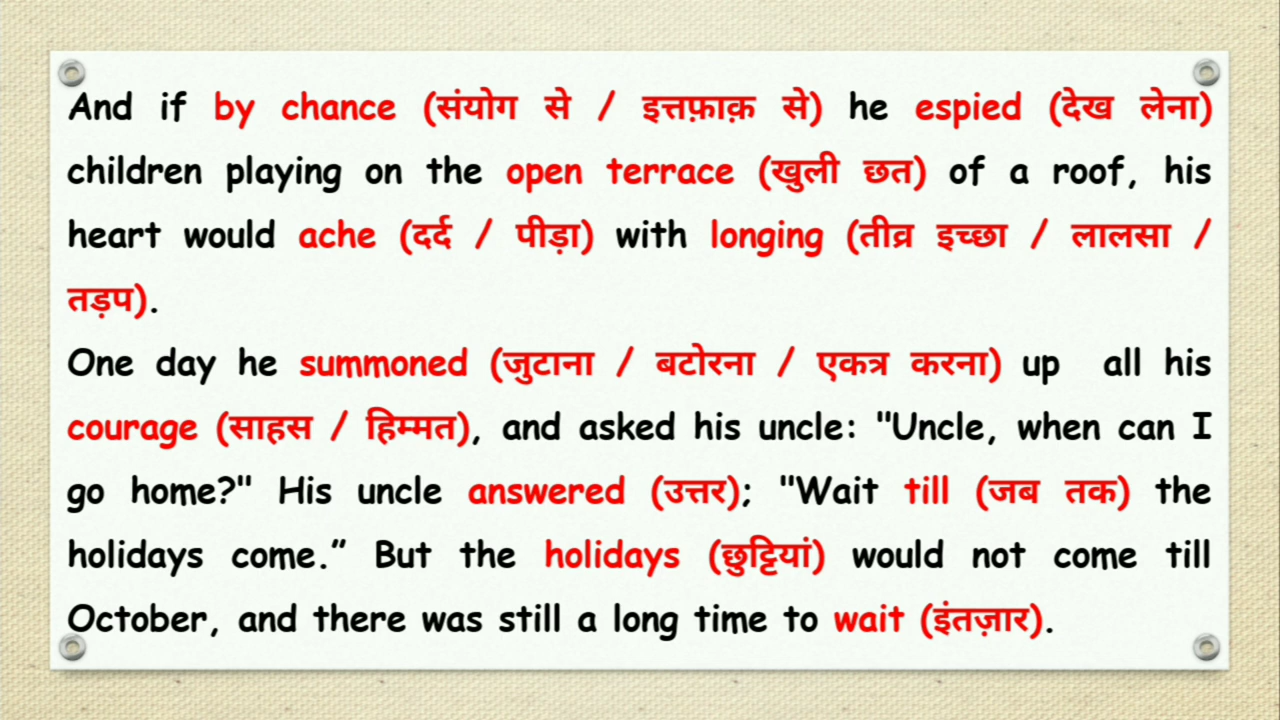 And if by chance (संयोग से / इत्तफ़ाक़ से) he espied (देख लेना)
children playing on the open terrace (खुली छत) of a roof, his
heart would ache (दर्द / पीड़ा) with longing (तीव्र इच्छा / लालसा /
तड़प).
One day he summoned (जुटाना / बटोरना / एकत्र करना) up all his
courage (साहस / हिम्मत), and asked his uncle: "Uncle, when can I
go home?" His uncle answered (उत्तर); "Wait till (जब तक) the
holidays come.” But the holidays (छुट्टियां) would not come till
October, and there was still a long time to wait (इंतज़ार).